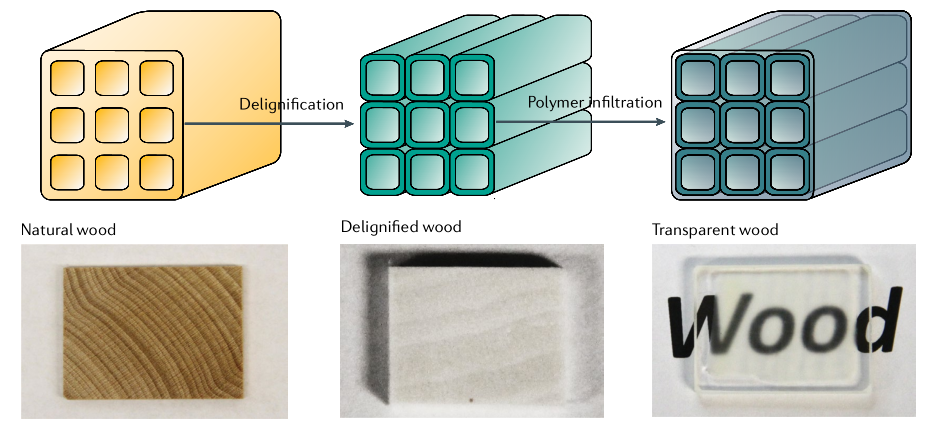 Delignification
Polymer infiltration
Natural wood
Delignified wood
Transparent wood
Wood